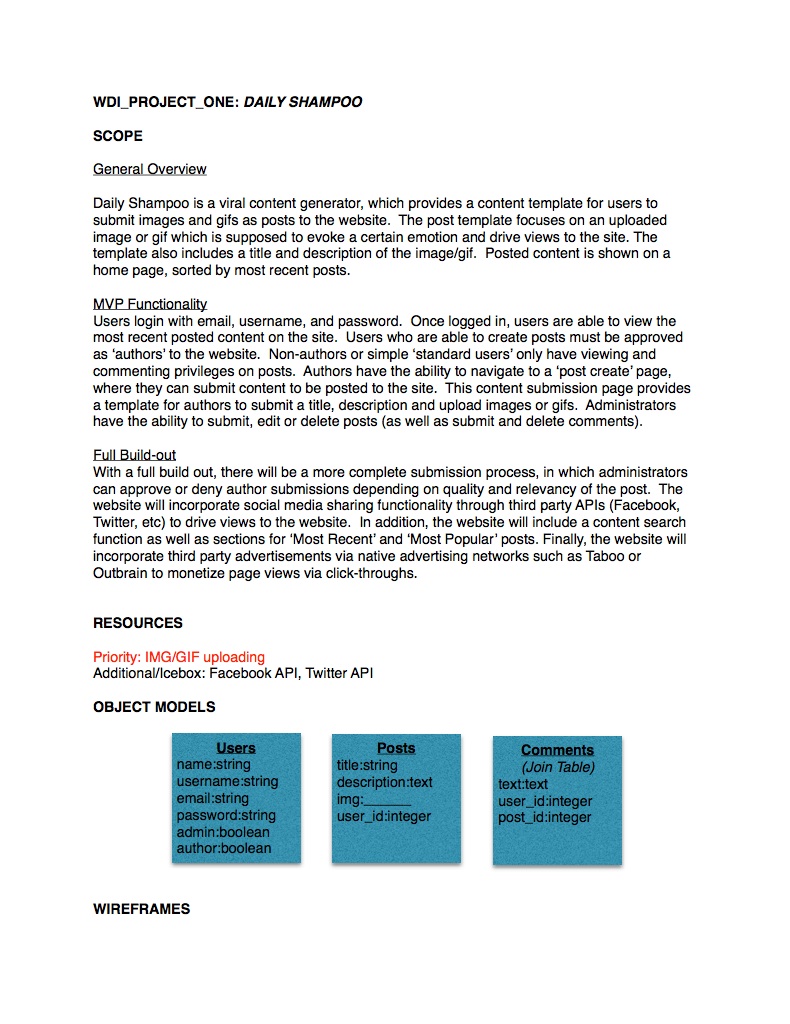 WDI_PROJECT_ONE: DAILY SHAMPOO
SCOPE
General Overview
Daily Shampoo is a viral content generator, which provides a content template for users to
submit images and gifs as posts to the website.  The post template focuses on an uploaded
image or gif which is supposed to evoke a certain emotion and drive views to the site. The
template also includes a title and description of the image/gif.  Posted content is shown on a
home page, sorted by most recent posts.
MVP Functionality
Users login with email, username, and password.  Once logged in, users are able to view the
most recent posted content on the site.  Users who are able to create posts must be approved
as ‘authors’ to the website.  Non-authors or simple ‘standard users’ only have viewing and
commenting privileges on posts.  Authors have the ability to navigate to a ‘post create’ page,
where they can submit content to be posted to the site.  This content submission page provides
a template for authors to submit a title, description and upload images or gifs.  Administrators
have the ability to submit, edit or delete posts (as well as submit and delete comments).
Full Build-out
With a full build out, there will be a more complete submission process, in which administrators
can approve or deny author submissions depending on quality and relevancy of the post.  The
website will incorporate social media sharing functionality through third party APIs (Facebook,
Twitter, etc) to drive views to the website.  In addition, the website will include a content search
function as well as sections for ‘Most Recent’ and ‘Most Popular’ posts. Finally, the website will
incorporate third party advertisements via native advertising networks such as Taboo or
Outbrain to monetize page views via click-throughs.
RESOURCES
Priority: IMG/GIF uploading
Additional/Icebox: Facebook API, Twitter API
OBJECT MODELS
Users
name:string
username:string
email:string
password:string
admin:boolean
author:boolean
Posts
title:string
description:text
img:______
user_id:integer
Comments
(Join Table)
text:text
user_id:integer
post_id:integer
WIREFRAMES